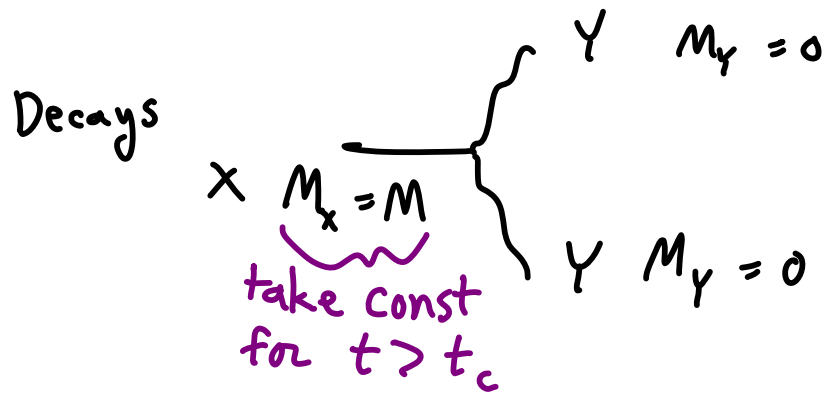 Y M_Y = 0
Decays
X M_X = M
take const
for t > t_c
Y M_Y = 0